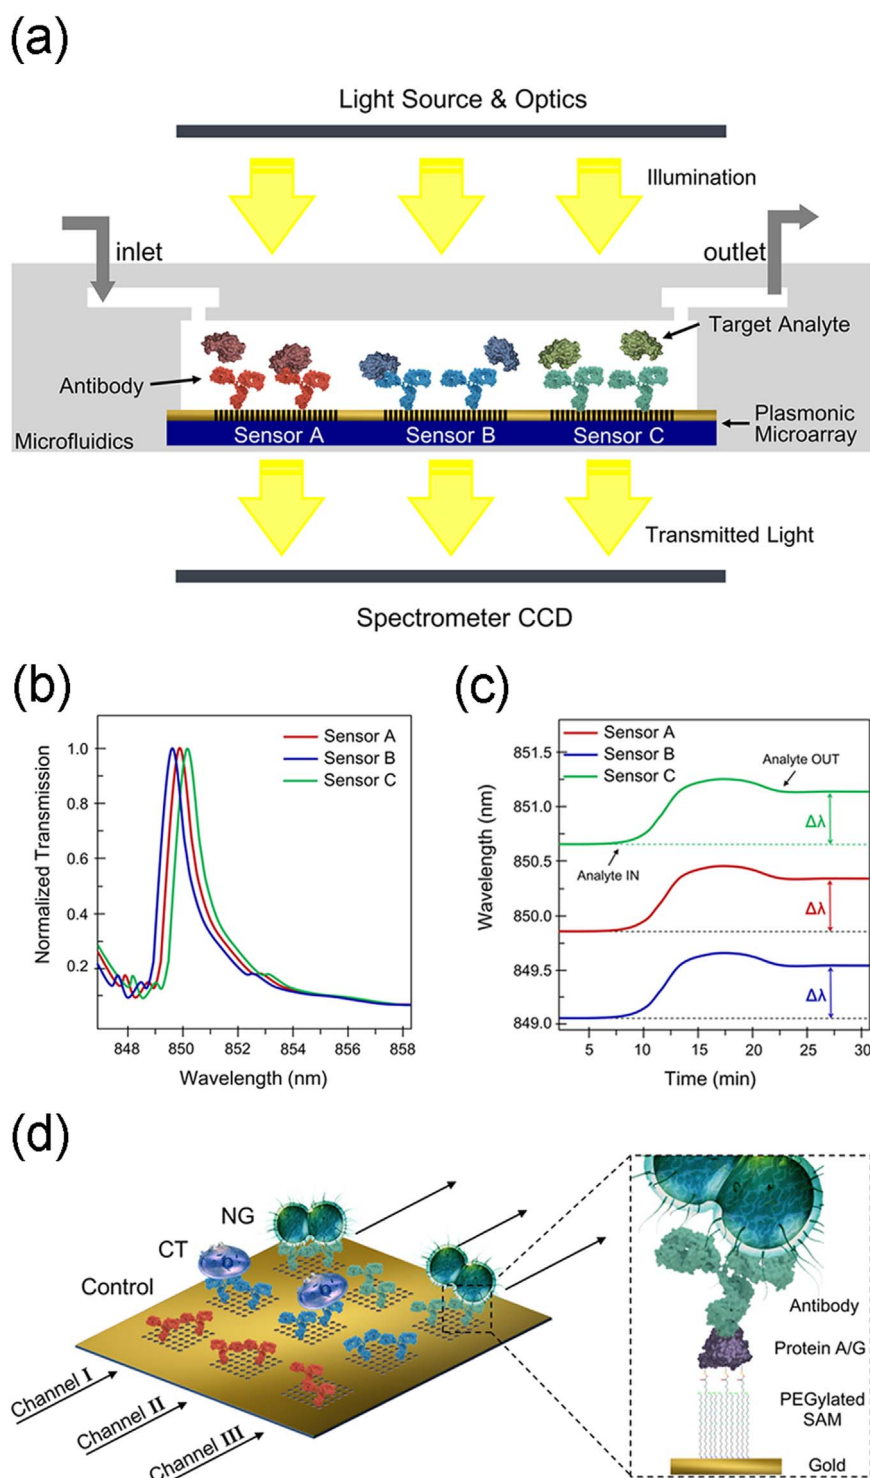 (a)
Light Source & Optics
Illumination
inlet
outlet
Target Analyte
Antibody
Plasmonic
Microarray
Microfluidics
Sensor A
Sensor B
Sensor C
Transmitted Light
Spectrometer CCD
(b)
Normalized Transmission
1.0
0.8
0.6
0.4
0.2
Sensor A
Sensor B
Sensor C
848 850 852 854 856 858
Wavelength (nm)
(c)
Wavelength (nm)
851.5
851.0
850.5
850.0
849.5
849.0
Sensor A
Sensor B
Sensor C
Analyte OUT
Analyte IN
Δλ
Δλ
Δλ
5 10 15 20 25 30
Time (min)
(d)
NG
CT
Control
Channel I
Channel II
Channel III
Antibody
Protein A/G
PEGylated
SAM
Gold